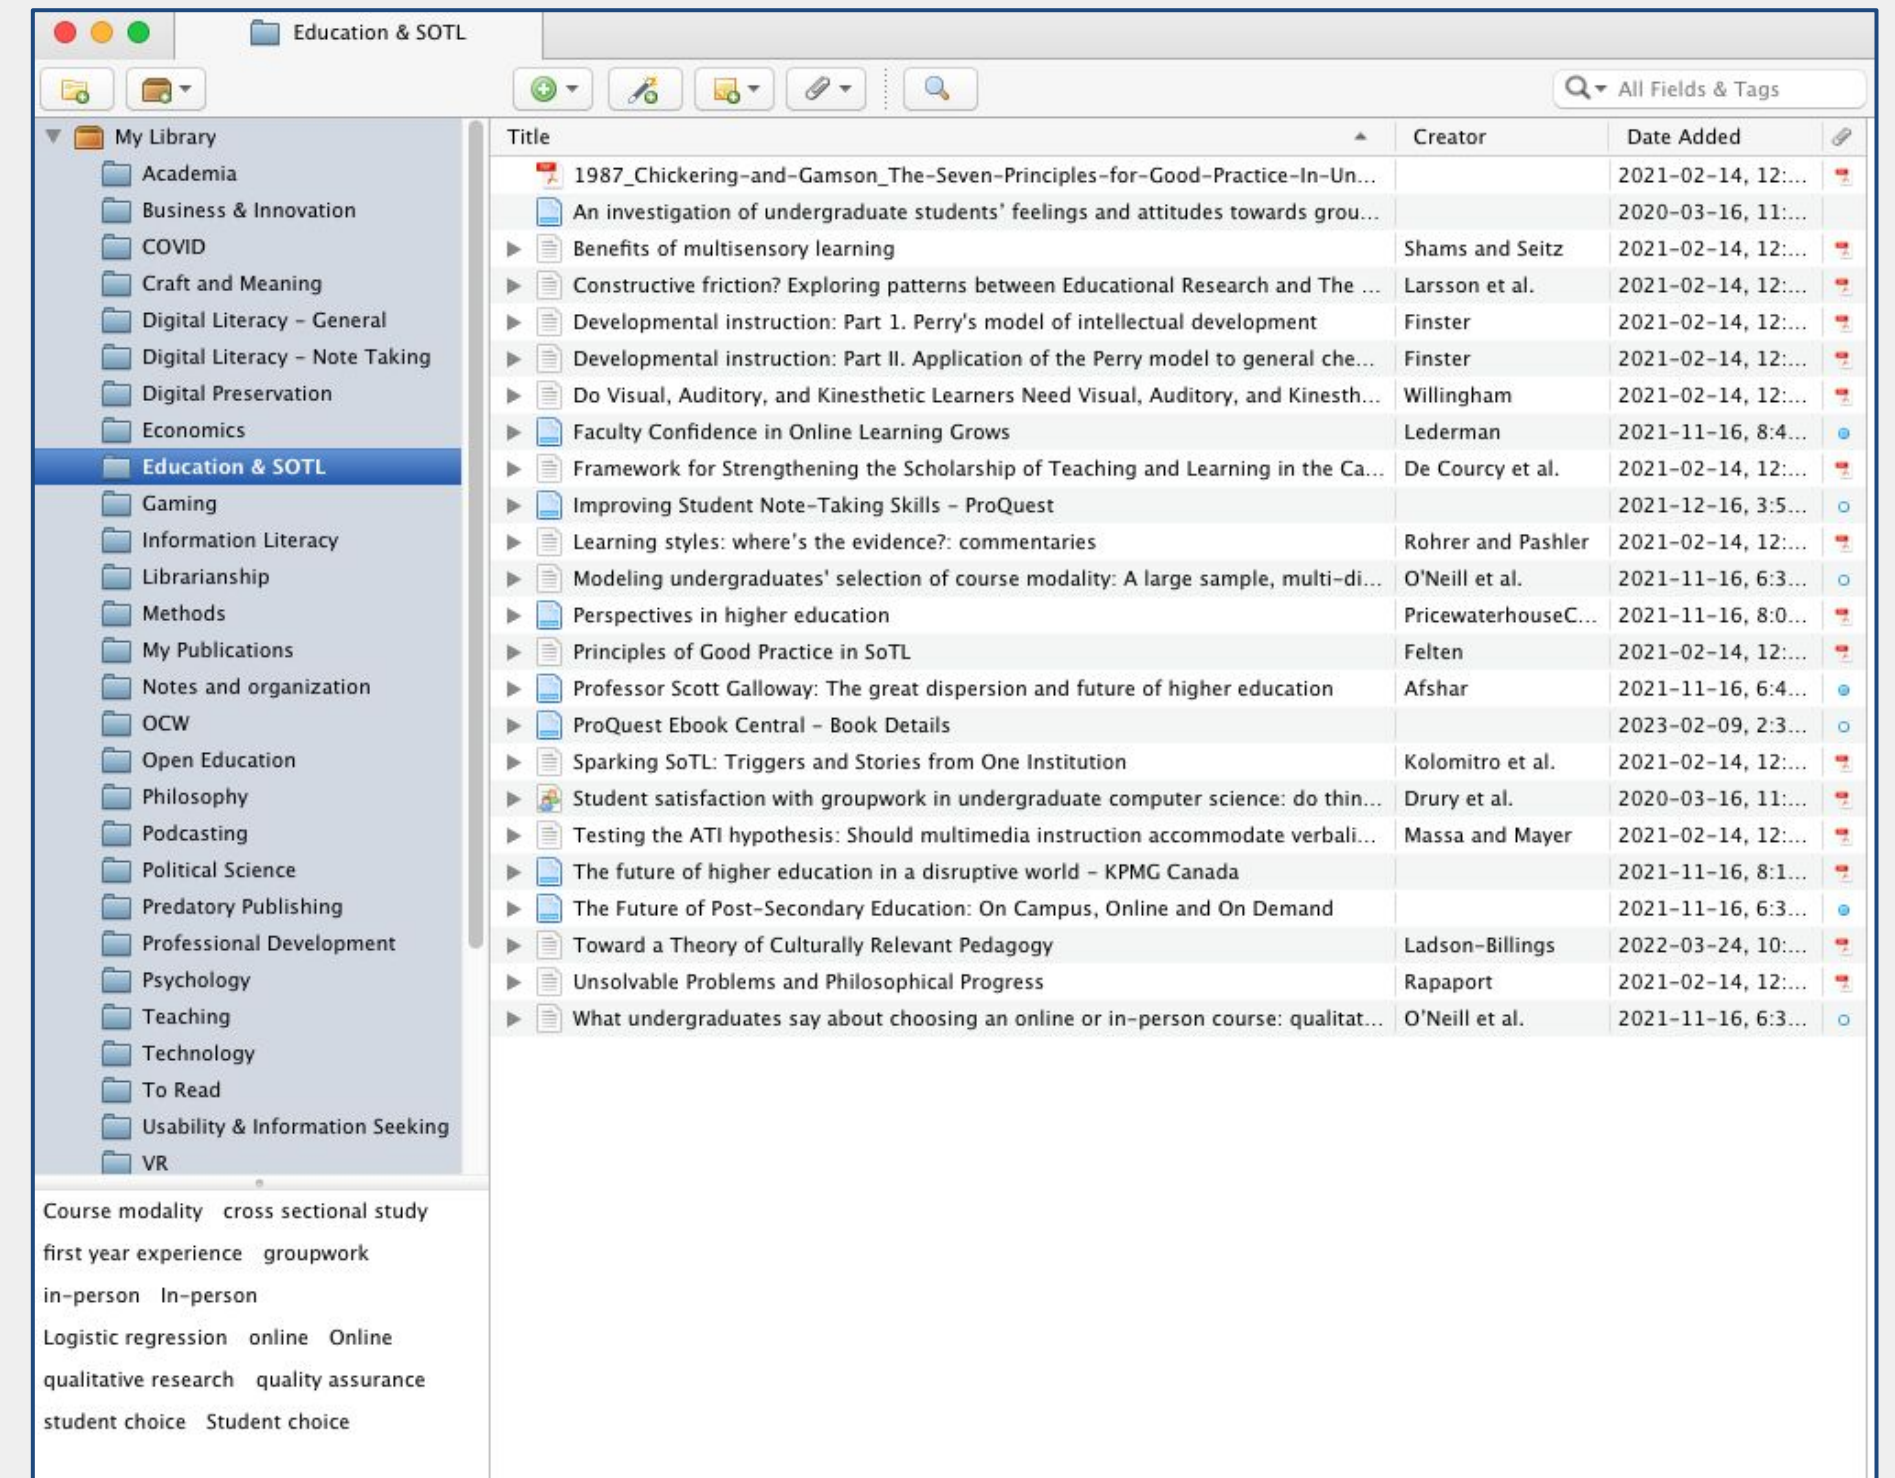 Education & SOTL
All Fields & Tags
My Library
Academia
Business & Innovation
COVID
Craft and Meaning
Digital Literacy – General
Digital Literacy – Note Taking
Digital Preservation
Economics
Education & SOTL
Gaming
Information Literacy
Librarianship
Methods
My Publications
Notes and organization
OCW
Open Education
Philosophy
Podcasting
Political Science
Predatory Publishing
Professional Development
Psychology
Teaching
Technology
To Read
Usability & Information Seeking
VR
Course modality cross sectional study
first year experience groupwork
in-person In-person
Logistic regression online Online
qualitative research quality assurance
student choice Student choice
Title Creator Date Added
1987_Chickering-and-Gamson_The-Seven-Principles-for-Good-Practice-In-Un... 2021-02-14, 12:...
An investigation of undergraduate students' feelings and attitudes towards grou... 2020-03-16, 11:...
Benefits of multisensory learning Shams and Seitz 2021-02-14, 12:...
Constructive friction? Exploring patterns between Educational Research and The ... Larsson et al. 2021-02-14, 12:...
Developmental instruction: Part 1. Perry's model of intellectual development Finster 2021-02-14, 12:...
Developmental instruction: Part II. Application of the Perry model to general che... Finster 2021-02-14, 12:...
Do Visual, Auditory, and Kinesthetic Learners Need Visual, Auditory, and Kinesth... Willingham 2021-02-14, 12:...
Faculty Confidence in Online Learning Grows Lederman 2021-11-16, 8:4...
Framework for Strengthening the Scholarship of Teaching and Learning in the Ca... De Courcy et al. 2021-02-14, 12:...
Improving Student Note-Taking Skills – ProQuest 2021-12-16, 3:5...
Learning styles: where's the evidence?: commentaries Rohrer and Pashler 2021-02-14, 12:...
Modeling undergraduates' selection of course modality: A large sample, multi-di... O'Neill et al. 2021-11-16, 6:3...
Perspectives in higher education PricewaterhouseC... 2021-11-16, 8:0...
Principles of Good Practice in SoTL Felten 2021-02-14, 12:...
Professor Scott Galloway: The great dispersion and future of higher education Afshar 2021-11-16, 6:4...
ProQuest Ebook Central – Book Details 2023-02-09, 2:3...
Sparking SoTL: Triggers and Stories from One Institution Kolomitro et al. 2021-02-14, 12:...
Student satisfaction with groupwork in undergraduate computer science: do thin... Drury et al. 2020-03-16, 11:...
Testing the ATI hypothesis: Should multimedia instruction accommodate verbali... Massa and Mayer 2021-02-14, 12:...
The future of higher education in a disruptive world – KPMG Canada 2021-11-16, 8:1...
The Future of Post-Secondary Education: On Campus, Online and On Demand 2021-11-16, 6:3...
Toward a Theory of Culturally Relevant Pedagogy Ladson-Billings 2022-03-24, 10:...
Unsolvable Problems and Philosophical Progress Rapaport 2021-02-14, 12:...
What undergraduates say about choosing an online or in-person course: qualitat... O'Neill et al. 2021-11-16, 6:3...